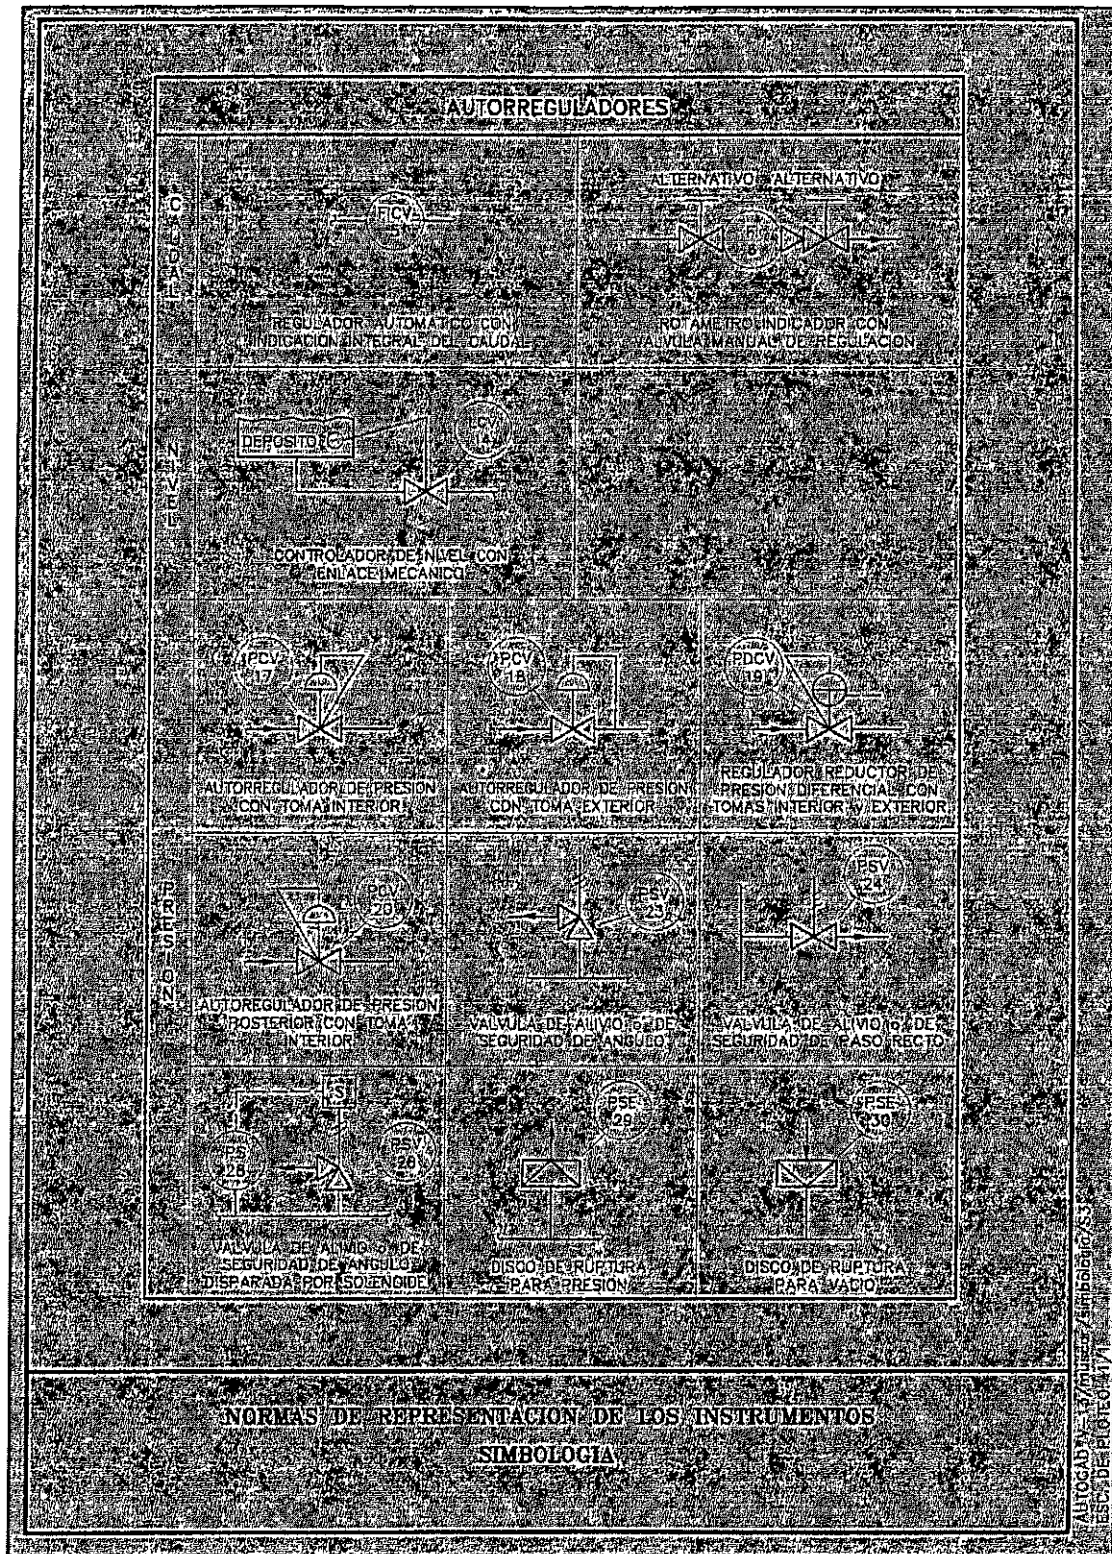 AUTORREGULADORES
CAUDAL
FICV
REGULADOR AUTOMATICO CON
INDICACION INTEGRAL DEL CAUDAL
ALTERNATIVO ALTERNATIVO
FI
6
ROTAMETRO INDICADOR CON
VALVULA MANUAL DE REGULACION
NIVEL
DEPOSITO
LCV
14
CONTROLADOR DE NIVEL CON
ENLACE MECANICO
PRESION
PCV
17
AUTORREGULADOR DE PRESION
CON TOMA INTERIOR
PCV
18
AUTORREGULADOR DE PRESION
CON TOMA EXTERIOR
PDCV
19
REGULADOR REDUCTOR DE
PRESION DIFERENCIAL CON
TOMAS INTERIOR y EXTERIOR
PCV
20
AUTOREGULADOR DE PRESION
POSTERIOR CON TOMA
INTERIOR
PSV
23
VALVULA DE ALIVIO o DE
SEGURIDAD DE ANGULO
PSV
24
VALVULA DE ALIVIO o DE
SEGURIDAD DE PASO RECTO
S
PS
PSV
VALVULA DE ALIVIO o DE
SEGURIDAD DE ANGULO
DISPARADA POR SOLENOIDE
PSE
29
DISCO DE RUPTURA
PARA PRESION
PSE
30
DISCO DE RUPTURA
PARA VACIO
NORMAS DE REPRESENTACION DE LOS INSTRUMENTOS
SIMBOLOGIA